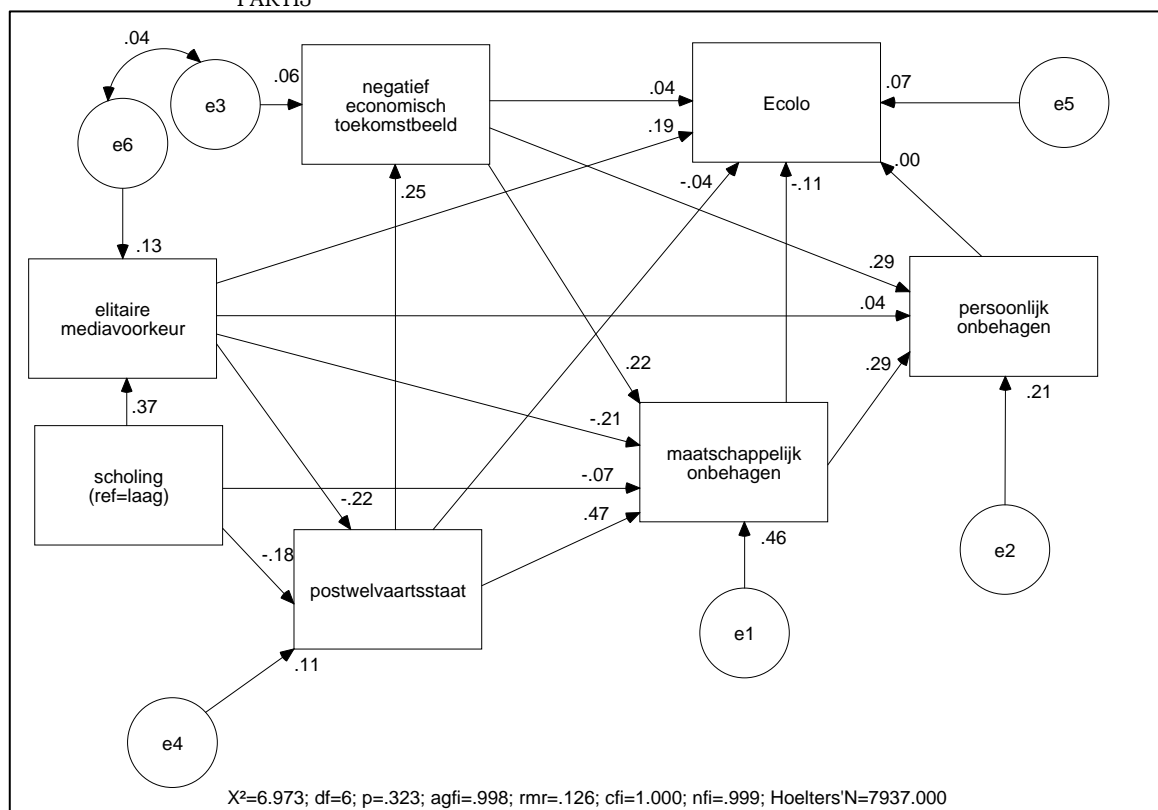 PARTIJ
.04
e3
.06
negatief
economisch
toekomstbeeld
.04
Ecolo
.07
e5
e6
.19
.25
-.04
-.11
.00
.13
elitaire
mediavoorkeur
.29
.04
persoonlijk
onbehagen
.37
.22
.29
.21
-.21
scholing
(ref=laag)
-.07
maatschappelijk
onbehagen
-.22
.47
-.18
.46
postwelvaartsstaat
e2
e1
.11
e4
X²=6.973; df=6; p=.323; agfi=.998; rmr=.126; cfi=1.000; nfi=.999; Hoelters'N=7937.000